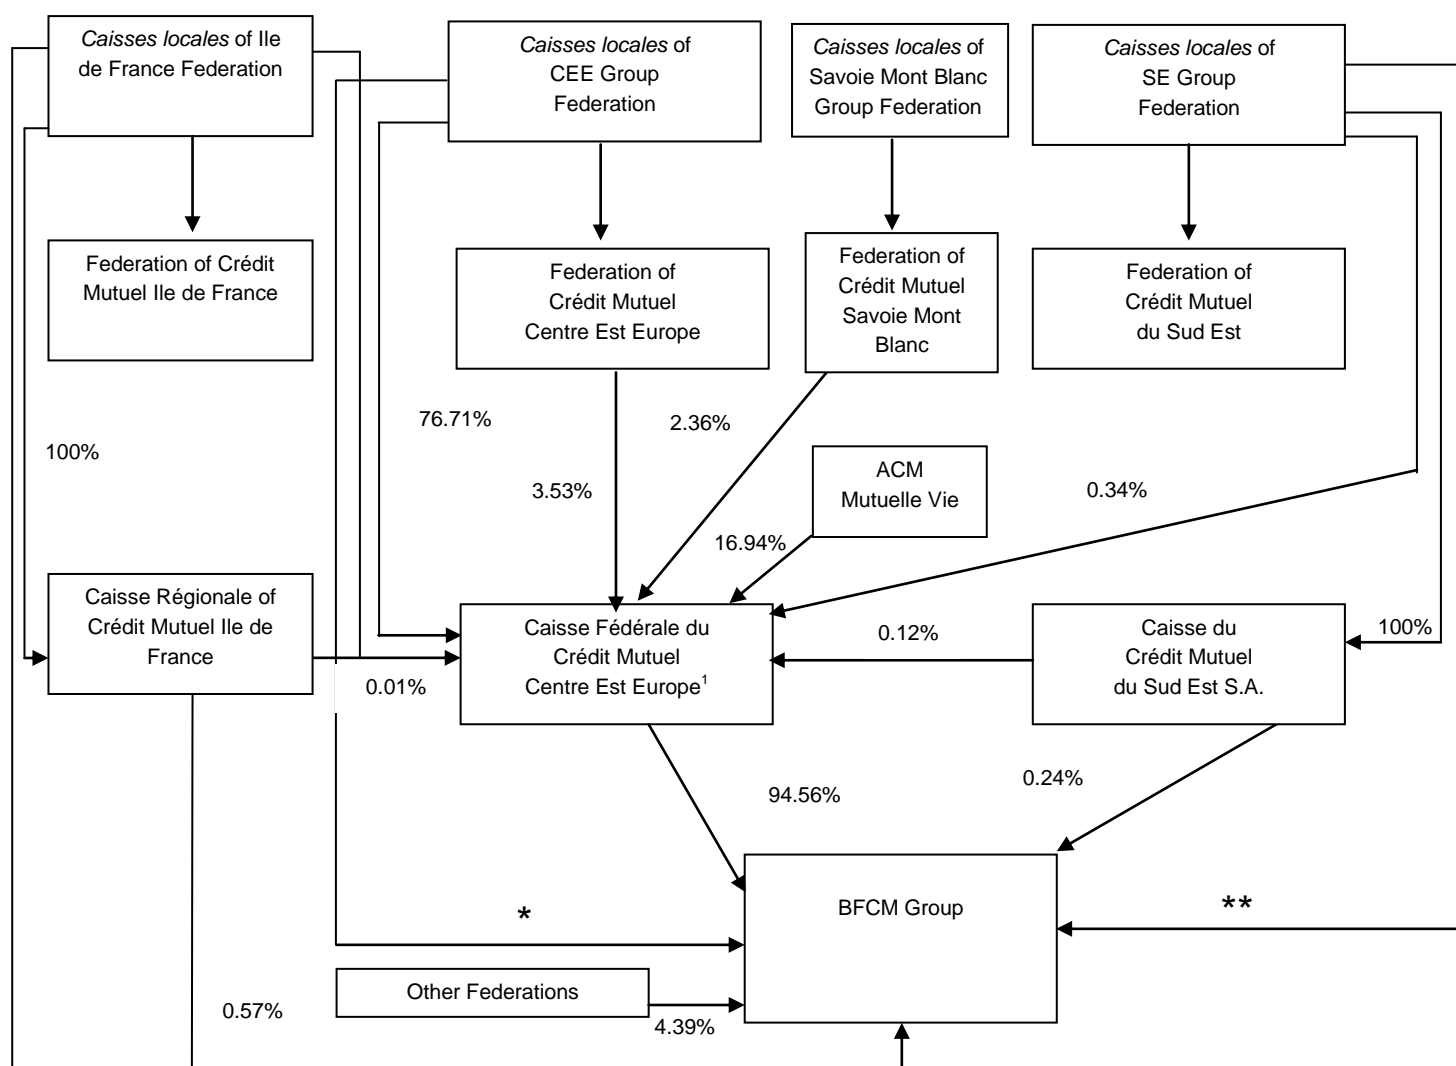 Caisses locales of Ile
de France Federation
Caisses locales of
CEE Group
Federation
Caisses locales of
Savoie Mont Blanc
Group Federation
Caisses locales of
SE Group
Federation
Federation of Crédit
Mutuel Ile de France
Federation of
Crédit Mutuel
Centre Est Europe
Federation of
Crédit Mutuel
Savoie Mont
Blanc
Federation of
Crédit Mutuel
du Sud Est
100%
76.71%
3.53%
2.36%
ACM
Mutuelle Vie
16.94%
0.34%
Caisse Régionale of
Crédit Mutuel Ile de
France
0.01%
Caisse Fédérale du
Crédit Mutuel
Centre Est Europe1
0.12%
Caisse du
Crédit Mutuel
du Sud Est S.A.
100%
94.56%
0.24%
*
BFCM Group
**
Other Federations
0.57%
4.39%